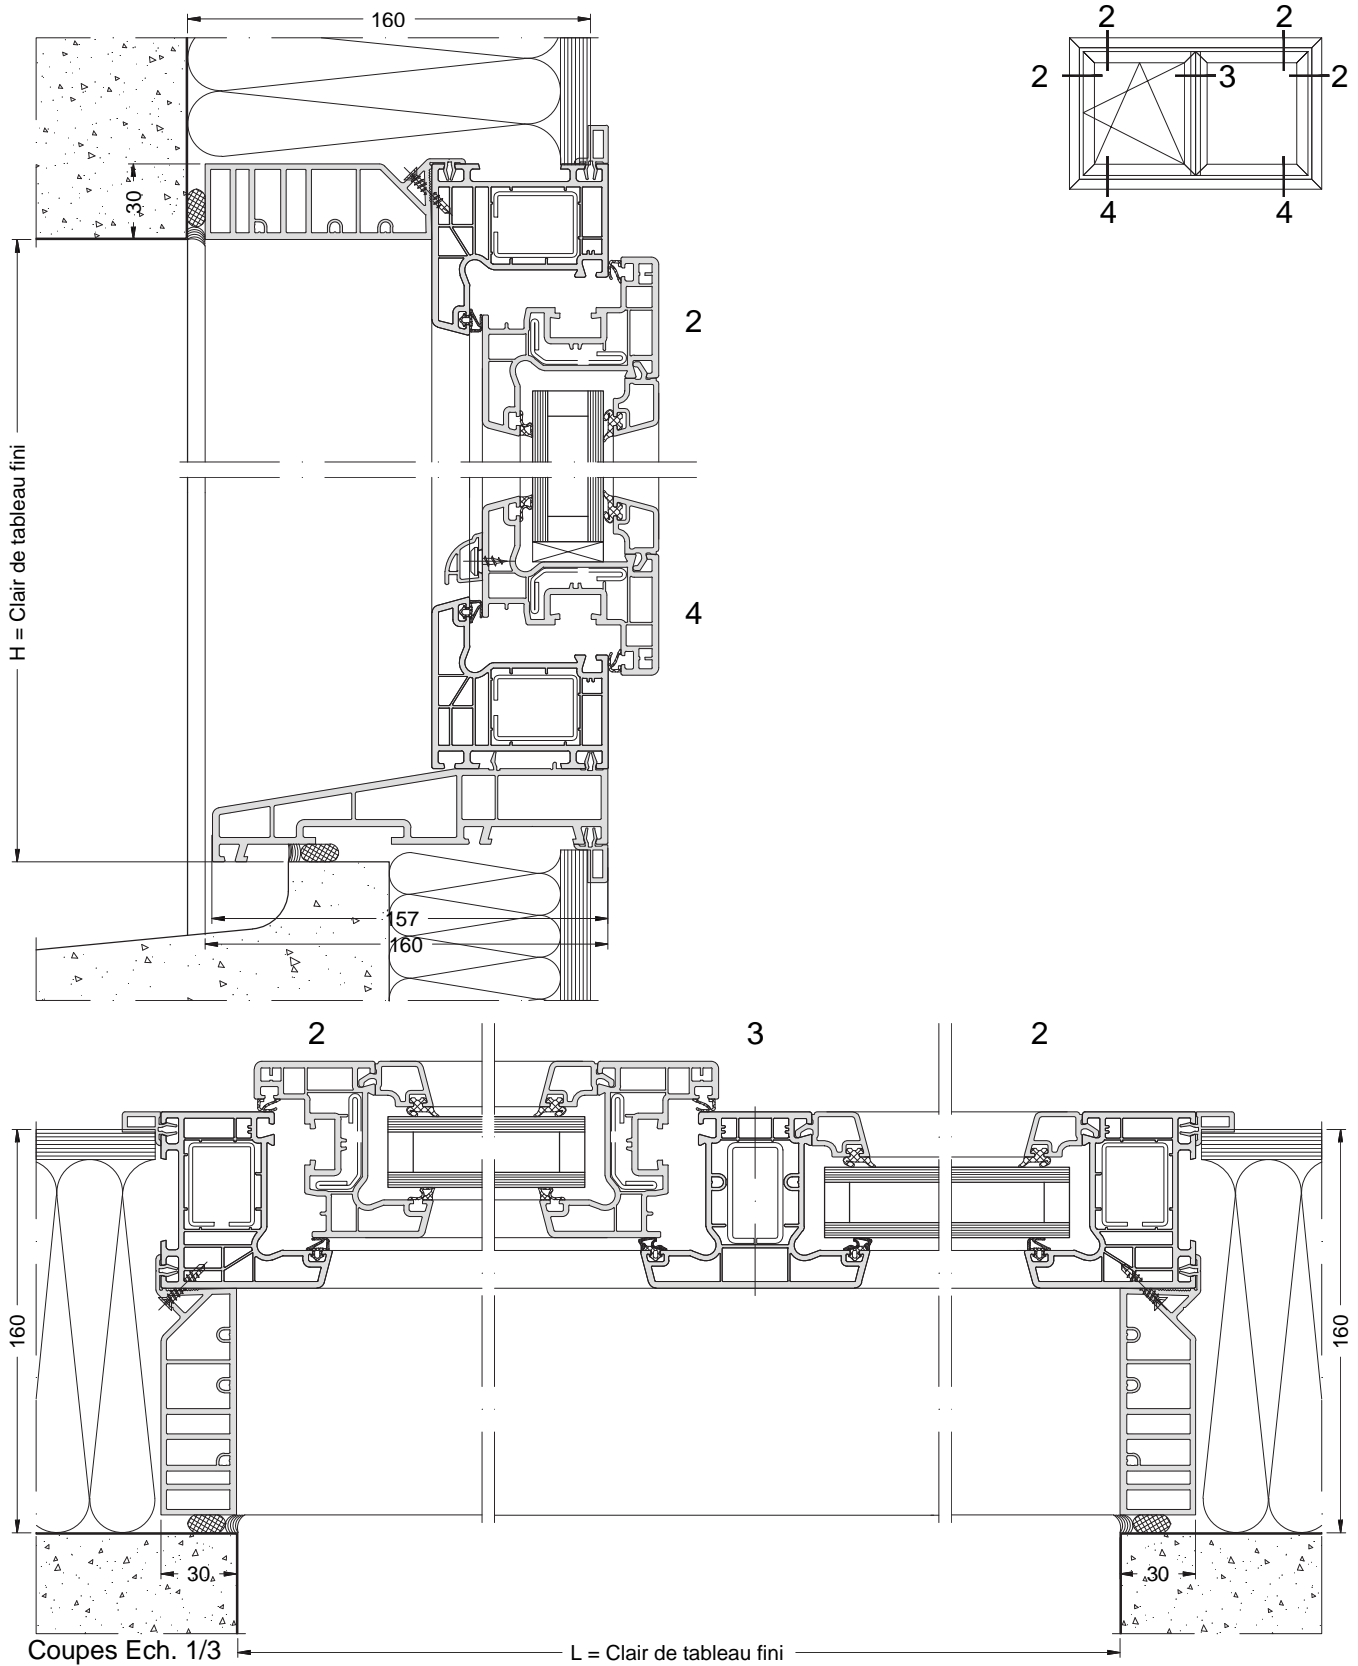 160
2 2
2 3 2
30
4 4
2
H = Clair de tableau fini
4
157
160
2 3 2
160
160
30
30
Coupes Ech. 1/3
L = Clair de tableau fini